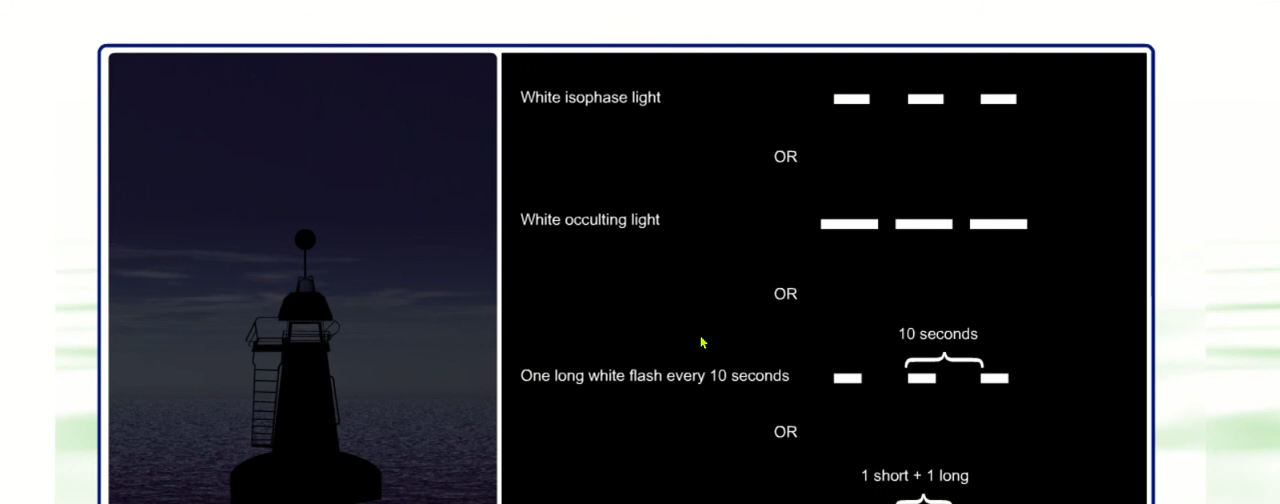 White isophase light
OR
White occulting light
OR
10 seconds
One long white flash every 10 seconds
OR
1 short + 1 long